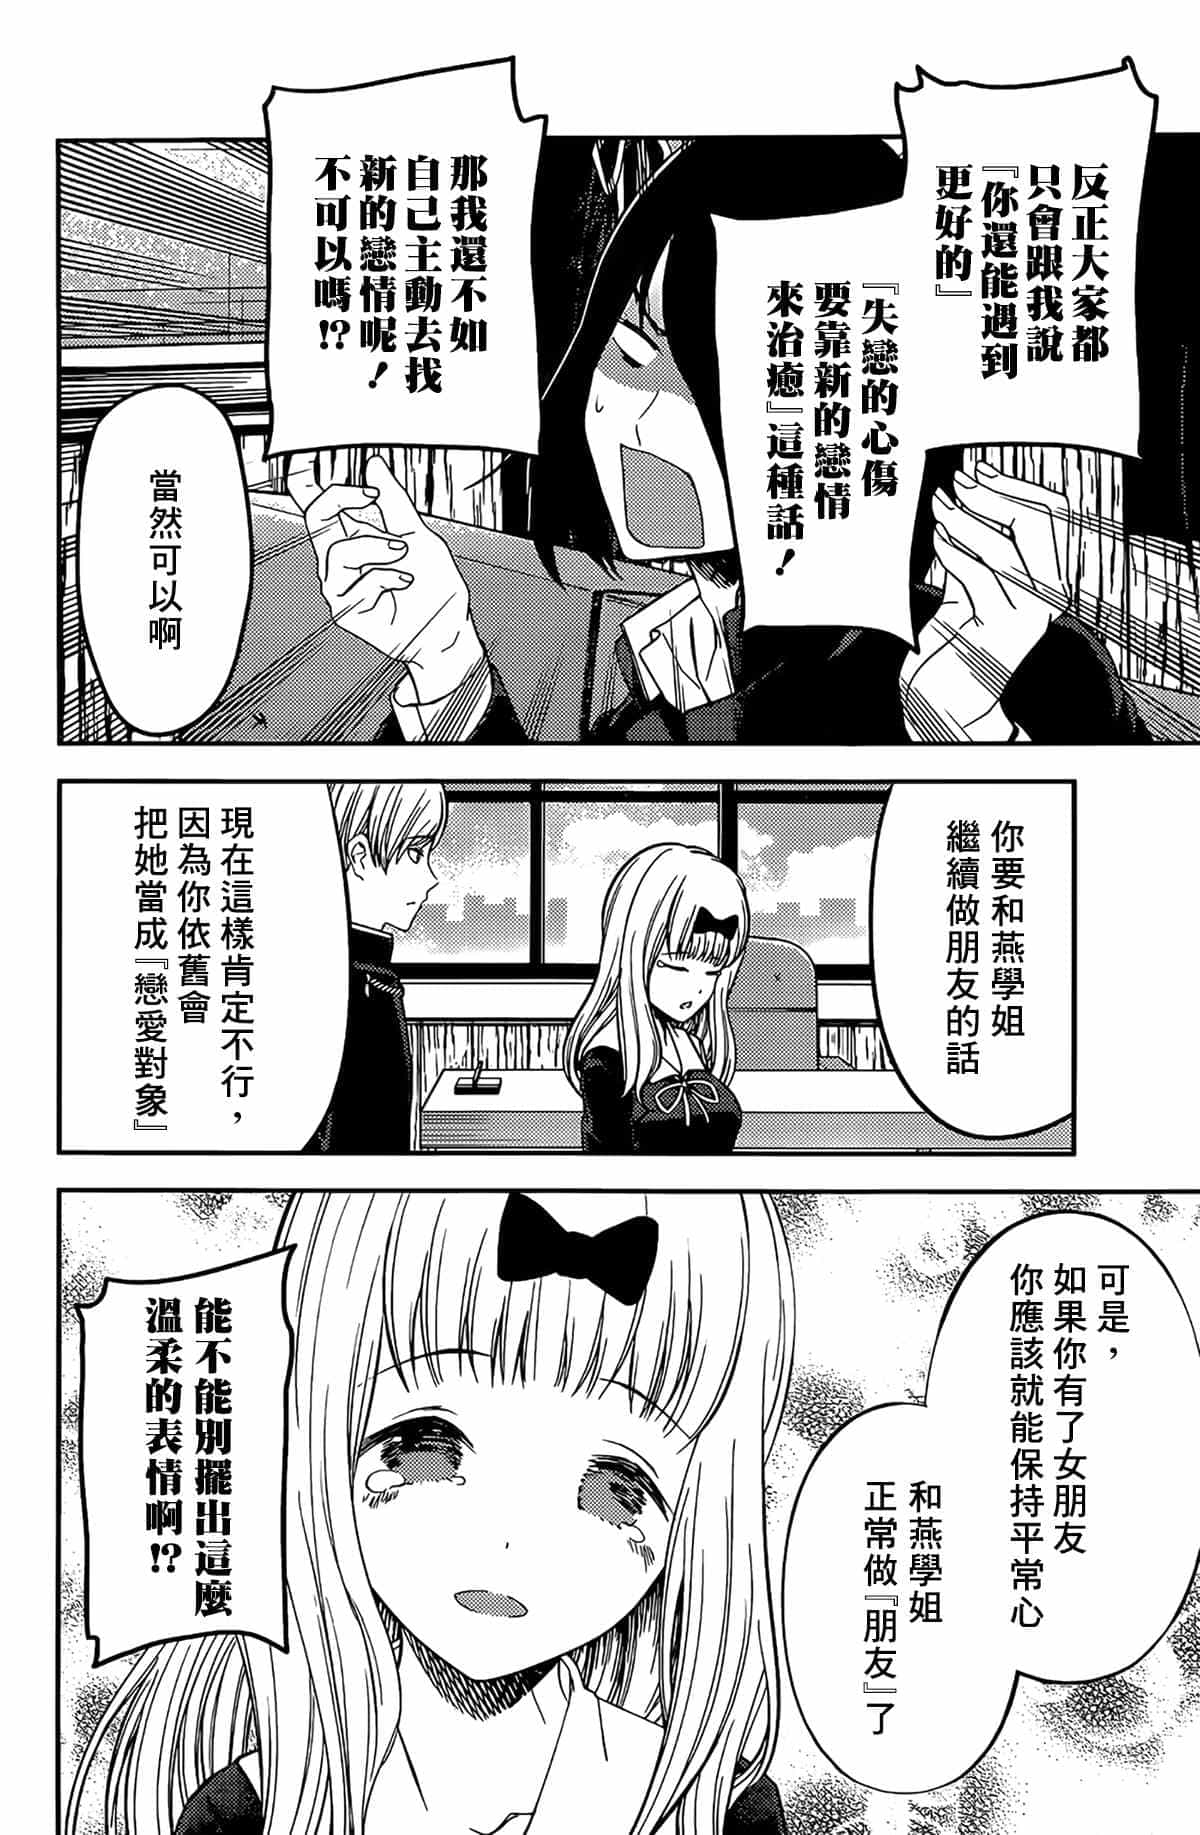 反正大家都
只會跟我說
『你還能遇到
更好的』
『失戀的心傷
要靠新的戀情
來治癒』這種話！
那我還不如
自己主動去找
新的戀情呢！
不可以嗎!?
當然可以啊
你要和燕學姐
繼續做朋友的話
現在這樣肯定不行，
因為你依舊會
把她當成『戀愛對象』
可是，
如果你有了女朋友
你應該就能保持平常心
和燕學姐
正常做『朋友』了
能不能別擺出這麼
溫柔的表情啊!?